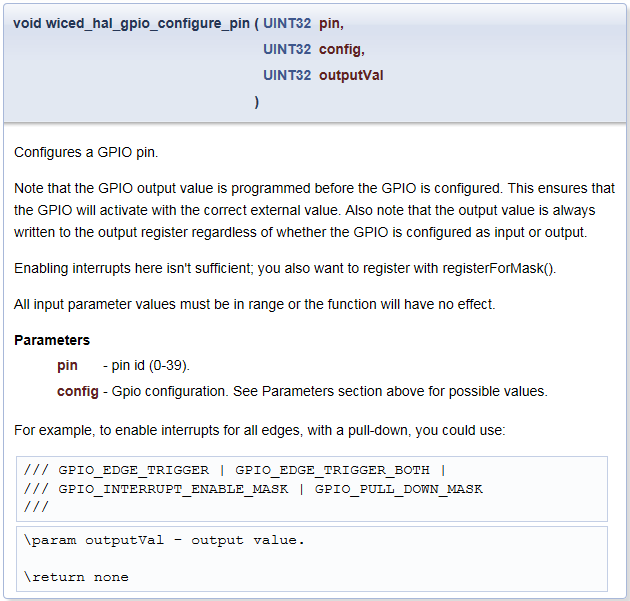 void wiced_hal_gpio_configure_pin ( UINT32 pin,
UINT32 config,
UINT32 outputVal
)
Configures a GPIO pin.
Note that the GPIO output value is programmed before the GPIO is configured. This ensures that
the GPIO will activate with the correct external value. Also note that the output value is always
written to the output register regardless of whether the GPIO is configured as input or output.
Enabling interrupts here isn't sufficient; you also want to register with registerForMask().
All input parameter values must be in range or the function will have no effect.
Parameters
pin - pin id (0-39).
config - Gpio configuration. See Parameters section above for possible values.
For example, to enable interrupts for all edges, with a pull-down, you could use:
/// GPIO_EDGE_TRIGGER | GPIO_EDGE_TRIGGER_BOTH |
/// GPIO_INTERRUPT_ENABLE_MASK | GPIO_PULL_DOWN_MASK
///
\param outputVal - output value.
\return none